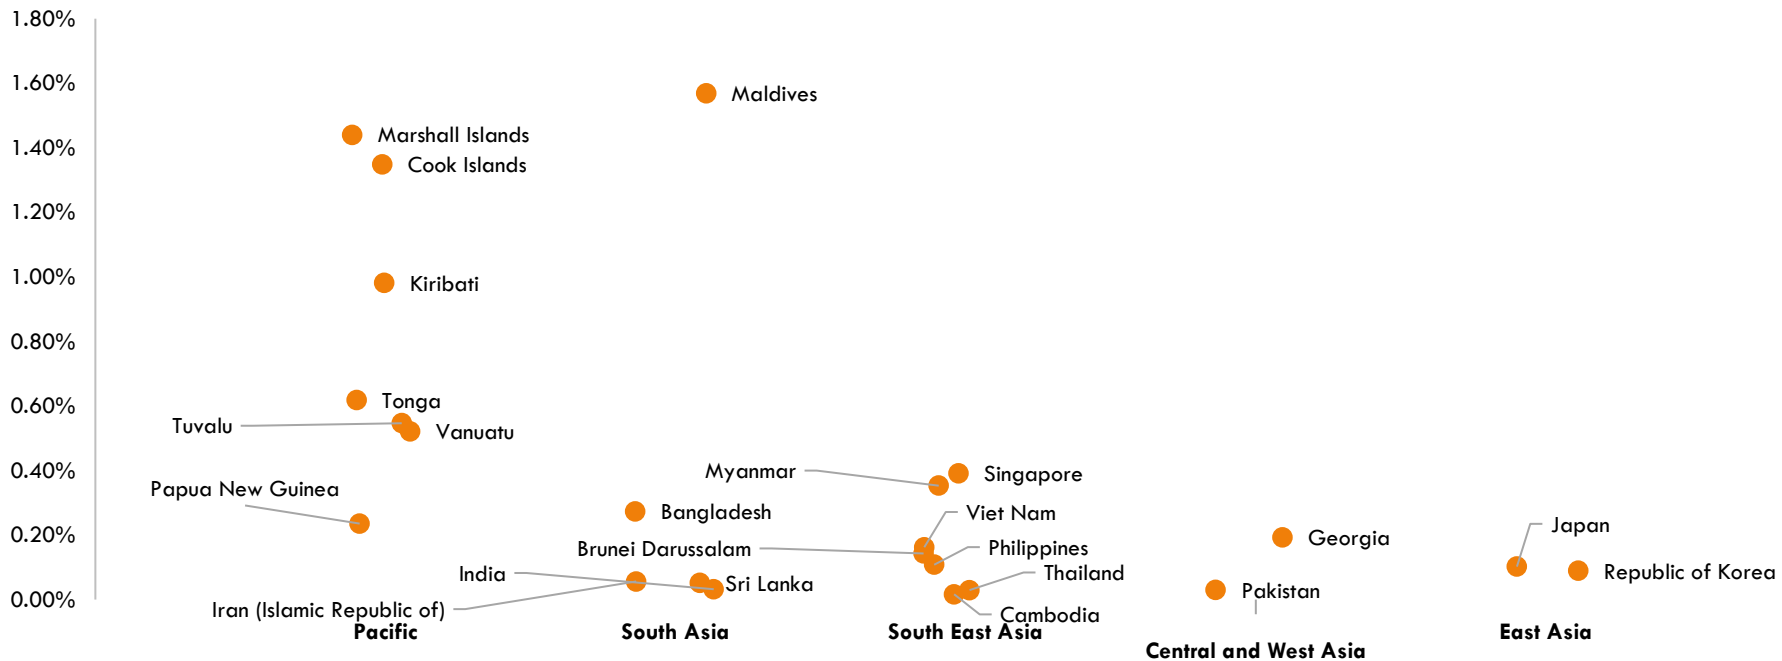 1.80%
1.60%
1.40%
1.20%
1.00%
0.80%
0.60%
0.40%
0.20%
0.00%
Maldives
Marshall Islands
Cook Islands
Kiribati
Tonga
Tuvalu
Vanuatu
Papua New Guinea
Myanmar
Singapore
Bangladesh
Viet Nam
Brunei Darussalam
Philippines
India
Sri Lanka
Thailand
Iran (Islamic Republic of)
Cambodia
Georgia
Pakistan
Japan
Republic of Korea
Pacific
South Asia
South East Asia
Central and West Asia
East Asia